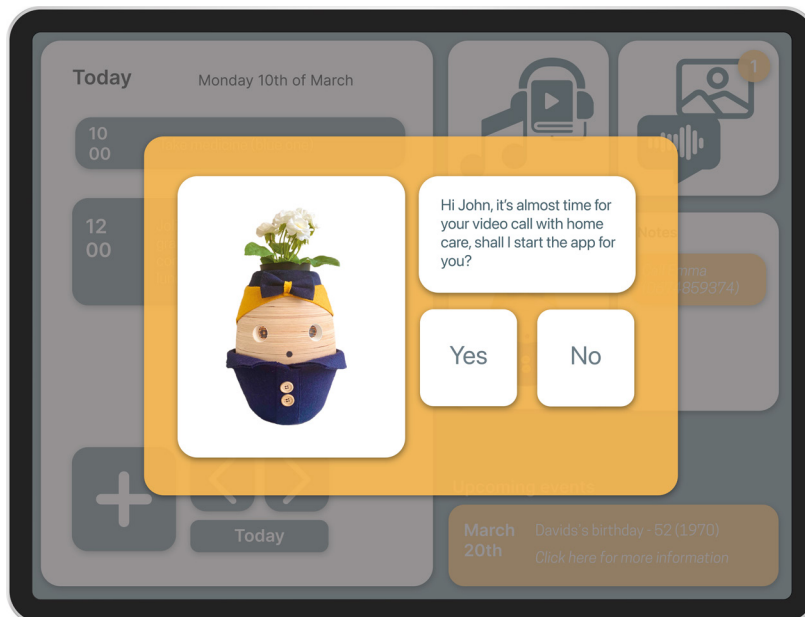 Today
Monday 10th of March
10
00
12
00
1
Hi John, it's almost time for
your video call with home
care, shall I start the app for
you?
Yes
No
Notes
859374)
Today
Upcoming events
March
20th
Davids's birthday - 52 (1970)
Click here for more information